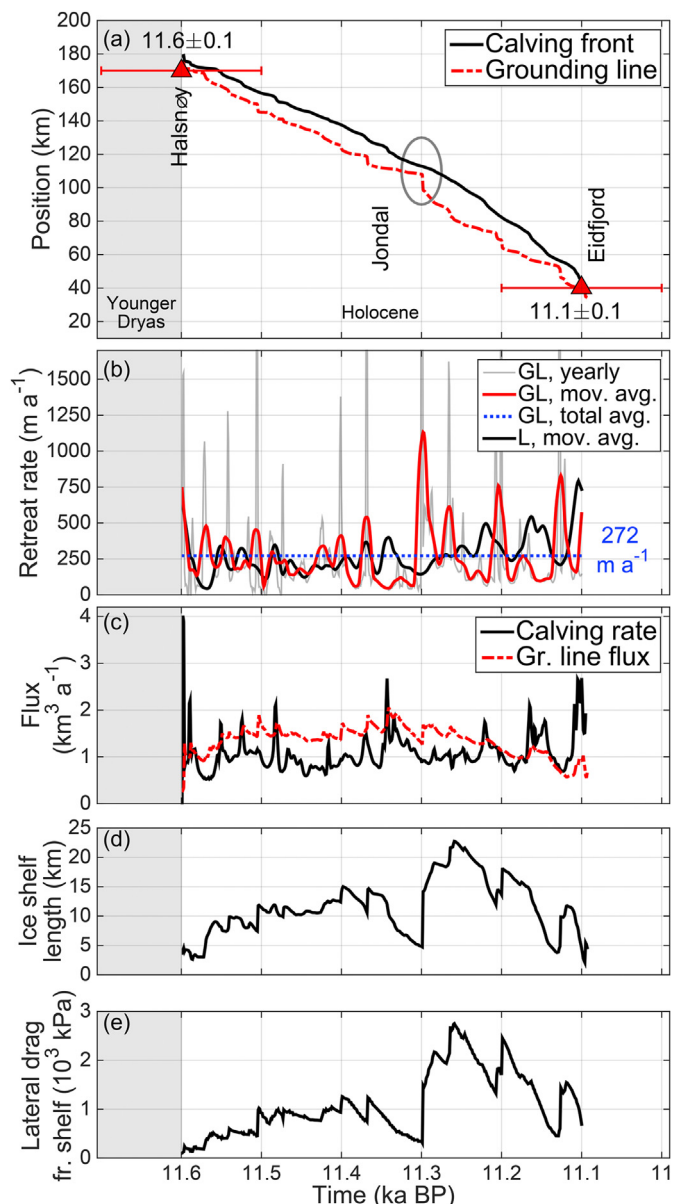 (a)
11.6±0.1
Calving front
Grounding line
200
180
160
140
120
100
80
60
40
20
Position (km)
Halsnøy
Jondal
Eidfjord
Younger
Dryas
Holocene
11.1±0.1
(b)
GL, yearly
GL, mov. avg.
GL, total avg.
L, mov. avg.
1500
1250
1000
750
500
250
0
Retreat rate (m a⁻¹)
272
m a⁻¹
(c)
Calving rate
Gr. line flux
4
3
2
1
0
Flux
(km³ a⁻¹)
(d)
25
20
15
10
5
0
Ice shelf
length (km)
(e)
3
2
1
0
Lateral drag
fr. shelf (10³ kPa)
11.6 11.5 11.4 11.3 11.2 11.1 11
Time (ka BP)